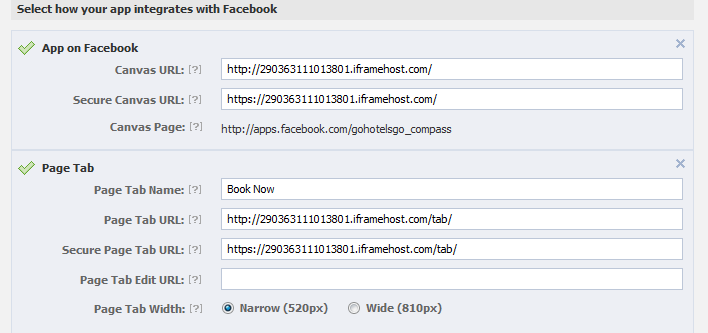 Select how your app integrates with Facebook
App on Facebook
Canvas URL: [?] http://290363111013801.iframehost.com/
Secure Canvas URL: [?] https://290363111013801.iframehost.com/
Canvas Page: [?] http://apps.facebook.com/gohotelsgo_compass
Page Tab
Page Tab Name: [?] Book Now
Page Tab URL: [?] http://290363111013801.iframehost.com/tab/
Secure Page Tab URL: [?] https://290363111013801.iframehost.com/tab/
Page Tab Edit URL: [?]
Page Tab Width: [?] Narrow (520px) Wide (810px)